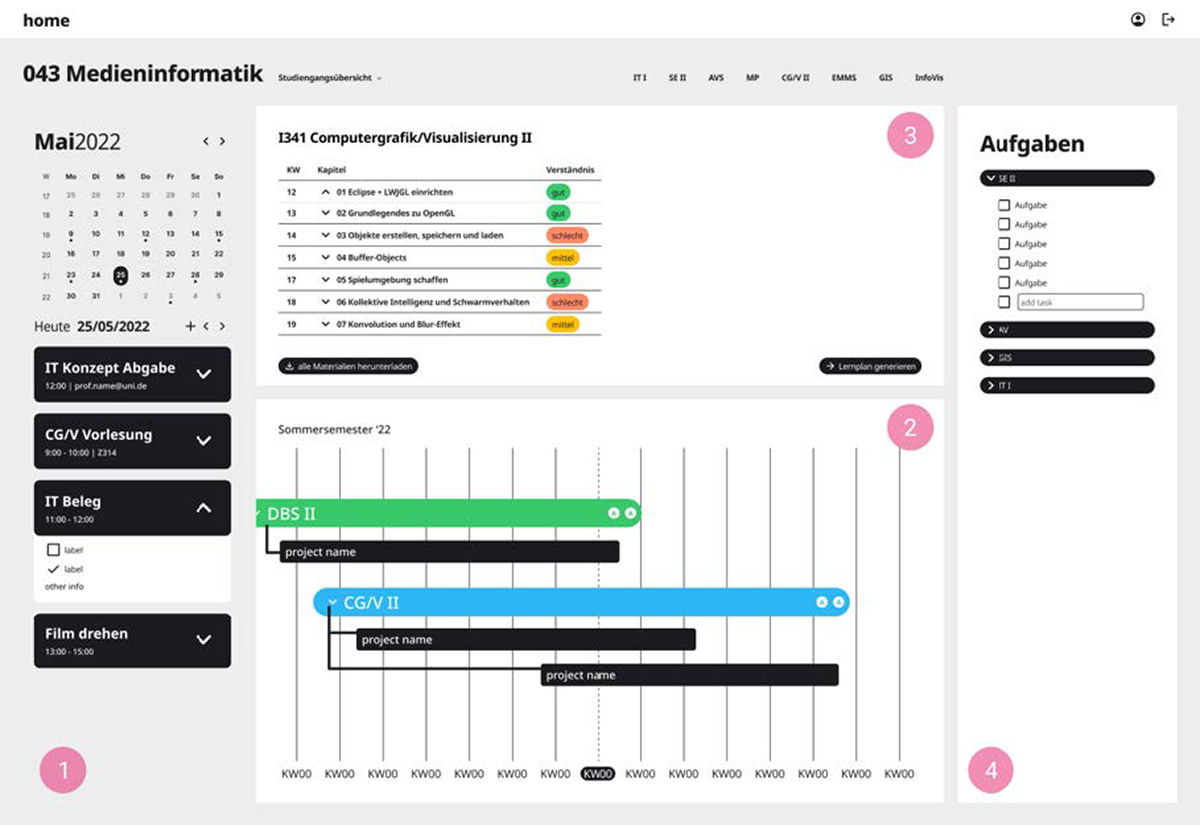 home
043 Medieninformatik Studiengangsübersicht IT I SE II AVS MP CG/V II EMMS GIS InfoVis
Mai2022
W Mo Di Mi Do Fr Sa So
17 25 26 27 28 29 30 1
18 2 3 4 5 6 7 8
19 9 10 11 12 13 14 15
20 16 17 18 19 20 21 22
21 23 24 25 26 27 28 29
22 30 31 1 2 3 4 5
Heute 25/05/2022
IT Konzept Abgabe
12:00 | prof.name@uni.de
CG/V Vorlesung
9:00 - 10:00 | Z314
IT Beleg
11:00 - 12:00
label
label
other info
Film drehen
13:00 - 15:00
1
I341 Computergrafik/Visualisierung II
3
KW Kapitel Verständnis
12 01 Eclipse + LWJGL einrichten gut
13 02 Grundlegendes zu OpenGL gut
14 03 Objekte erstellen, speichern und laden schlecht
15 04 Buffer-Objects mittel
17 05 Spielumgebung schaffen gut
18 06 Kollektive Intelligenz und Schwarmverhalten schlecht
19 07 Konvolution und Blur-Effekt mittel
alle Materialien herunterladen Lernplan generieren
Sommersemester '22
2
DBS II
project name
CG/V II
project name
project name
KW00 KW00 KW00 KW00 KW00 KW00 KW00 KW00 KW00 KW00 KW00 KW00 KW00 KW00 KW00
Aufgaben
SE II
Aufgabe
Aufgabe
Aufgabe
Aufgabe
Aufgabe
add task
AV
GIS
IT I
4